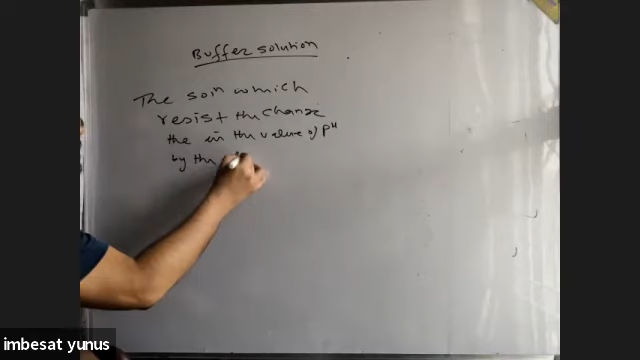 Buffer solution
The soln which
resist the change
the in the value of PH
by the
imbesat yunus